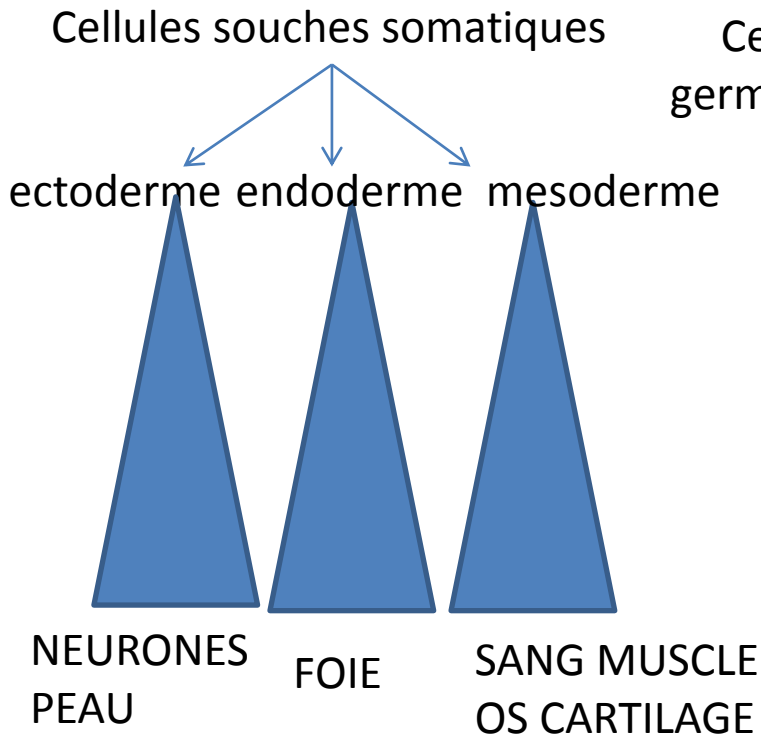 Cellules souches somatiques
ectoderme endoderme mesoderme
NEURONES
PEAU
FOIE
SANG MUSCLE
OS CARTILAGE